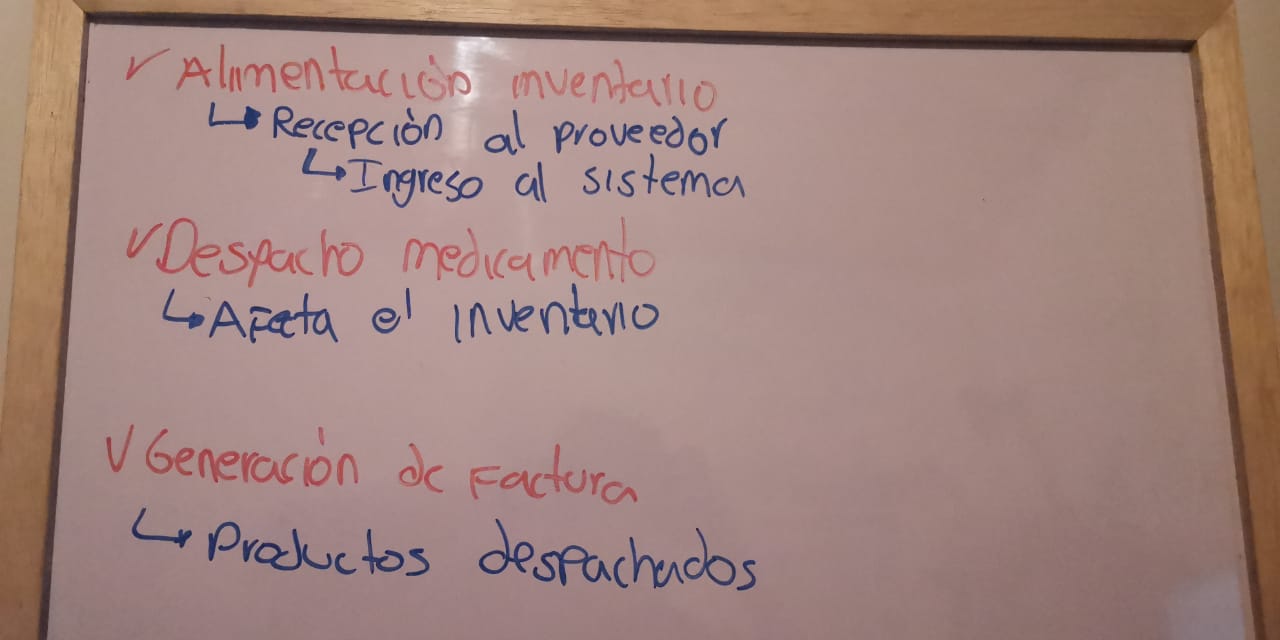 ✓ Alimentación inventario
↳ Recepción al proveedor
↳ Ingreso al sistema
✓ Despacho medicamento
↳ Afecta el inventario
✓ Generación de Factura
↳ Productos despachados